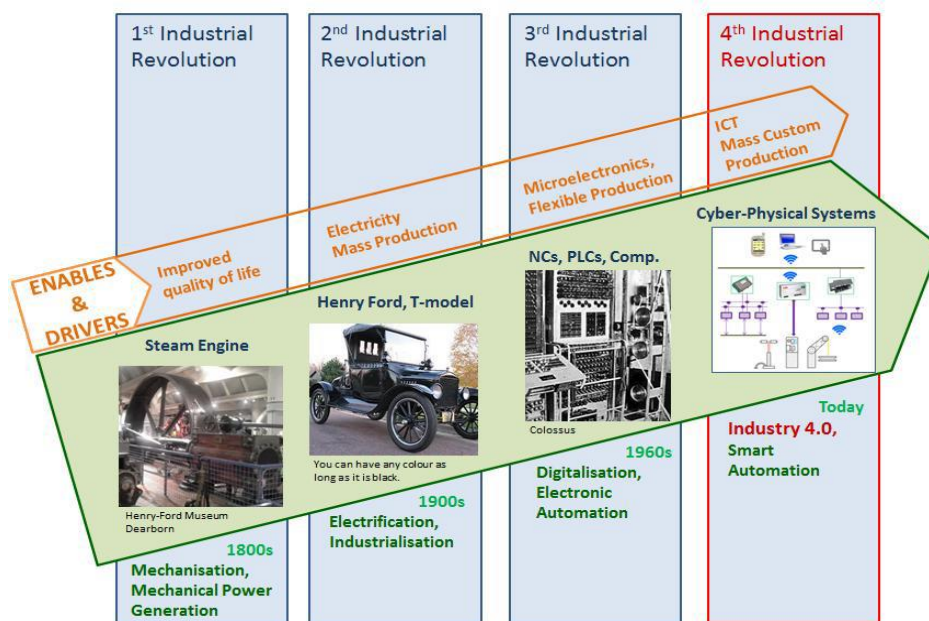 1st Industrial
Revolution
2nd Industrial
Revolution
3rd Industrial
Revolution
4th Industrial
Revolution
ENABLES
&
DRIVERS
Improved
quality of life
Electricity
Mass Production
Microelectronics,
Flexible Production
ICT
Mass Custom
Production
Steam Engine
Henry-Ford Museum
Dearborn
1800s
Mechanisation,
Mechanical Power
Generation
Henry Ford, T-model
You can have any colour as
long as it is black.
1900s
Electrification,
Industrialisation
NCs, PLCs, Comp.
Colossus
1960s
Digitalisation,
Electronic
Automation
Cyber-Physical Systems
Today
Industry 4.0,
Smart
Automation